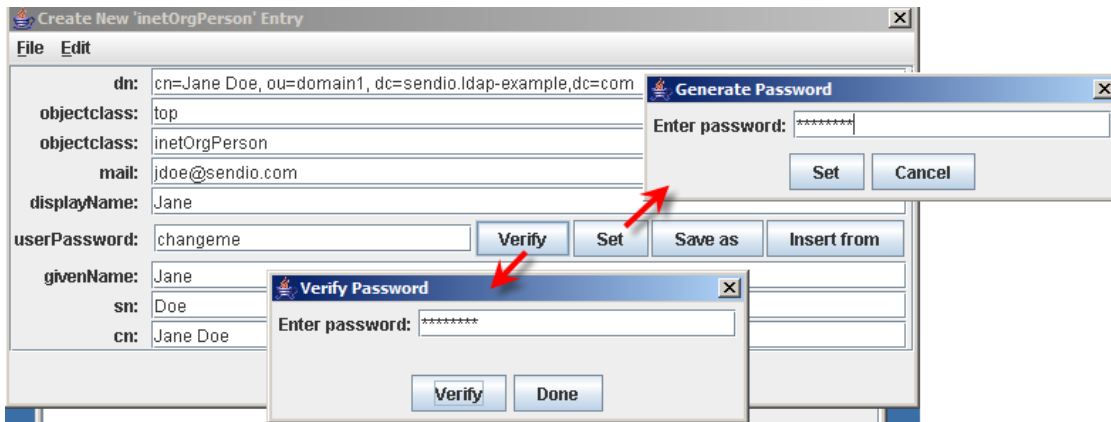 Create New 'inetOrgPerson' Entry
File Edit
dn: cn=Jane Doe, ou=domain1, dc=sendio.ldap-example,dc=com
objectclass: top
objectclass: inetOrgPerson
mail: jdoe@sendio.com
displayName: Jane
userPassword: changeme Verify Set Save as Insert from
givenName: Jane
sn: Doe
cn: Jane Doe
Generate Password
Enter password: ********
Set Cancel
Verify Password
Enter password: ********
Verify Done